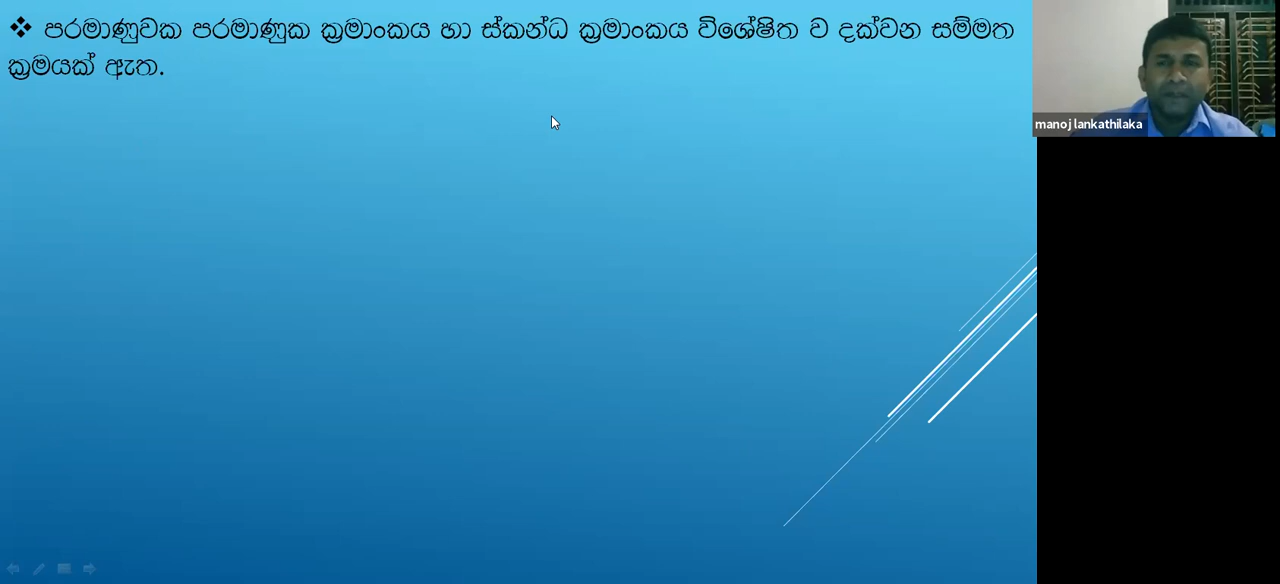 ❖ පරමාණුවක පරමාණුක ක්‍රමාංකය හා ස්කන්ධ ක්‍රමාංකය විශේෂිත ව දක්වන සම්මත
ක්‍රමයක් ඇත.
manoj lankathilaka